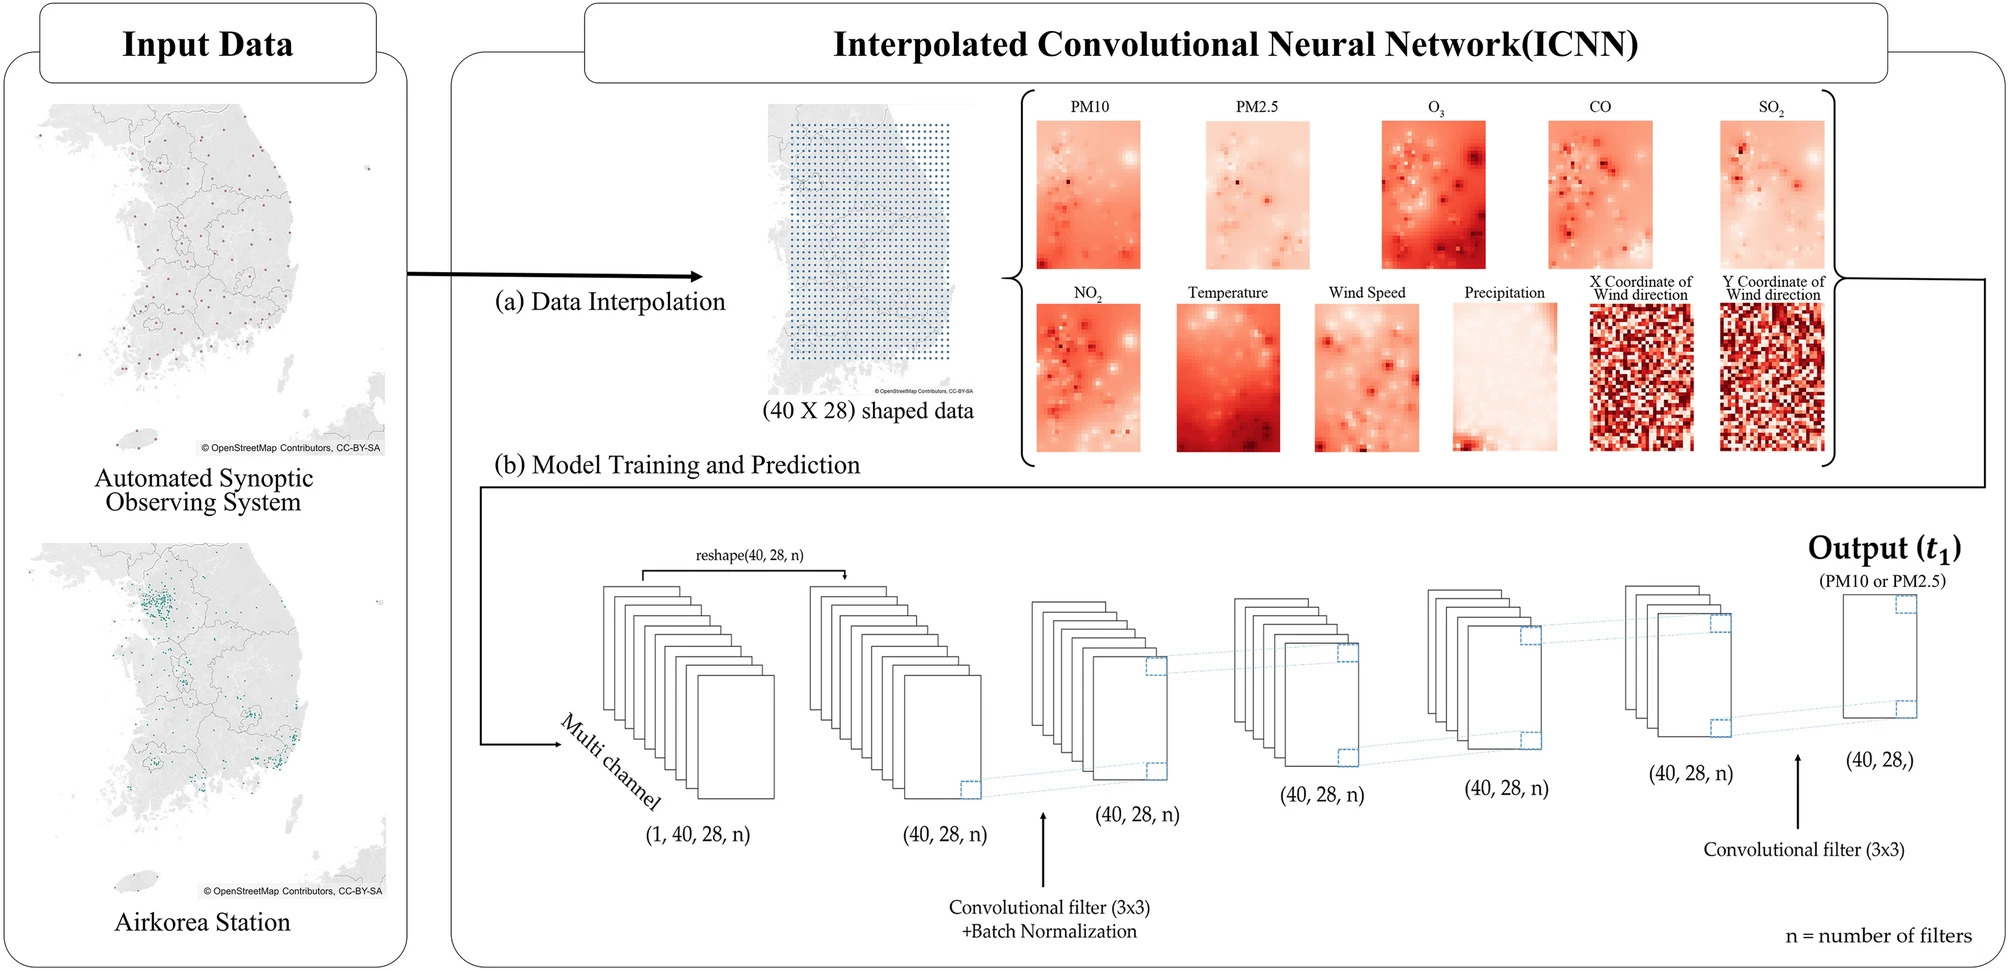 Input Data
Interpolated Convolutional Neural Network(ICNN)
© OpenStreetMap Contributors, CC-BY-SA
Automated Synoptic
Observing System
© OpenStreetMap Contributors, CC-BY-SA
Airkorea Station
(a) Data Interpolation
© OpenStreetMap Contributors, CC-BY-SA
(40 X 28) shaped data
PM10
PM2.5
O3
CO
SO2
NO2
Temperature
Wind Speed
Precipitation
X Coordinate of
Wind direction
Y Coordinate of
Wind direction
(b) Model Training and Prediction
reshape(40, 28, n)
Multi channel
(1, 40, 28, n)
(40, 28, n)
(40, 28, n)
(40, 28, n)
(40, 28, n)
(40, 28, n)
Output (t1)
(PM10 or PM2.5)
(40, 28,)
Convolutional filter (3x3)
+Batch Normalization
Convolutional filter (3x3)
n = number of filters